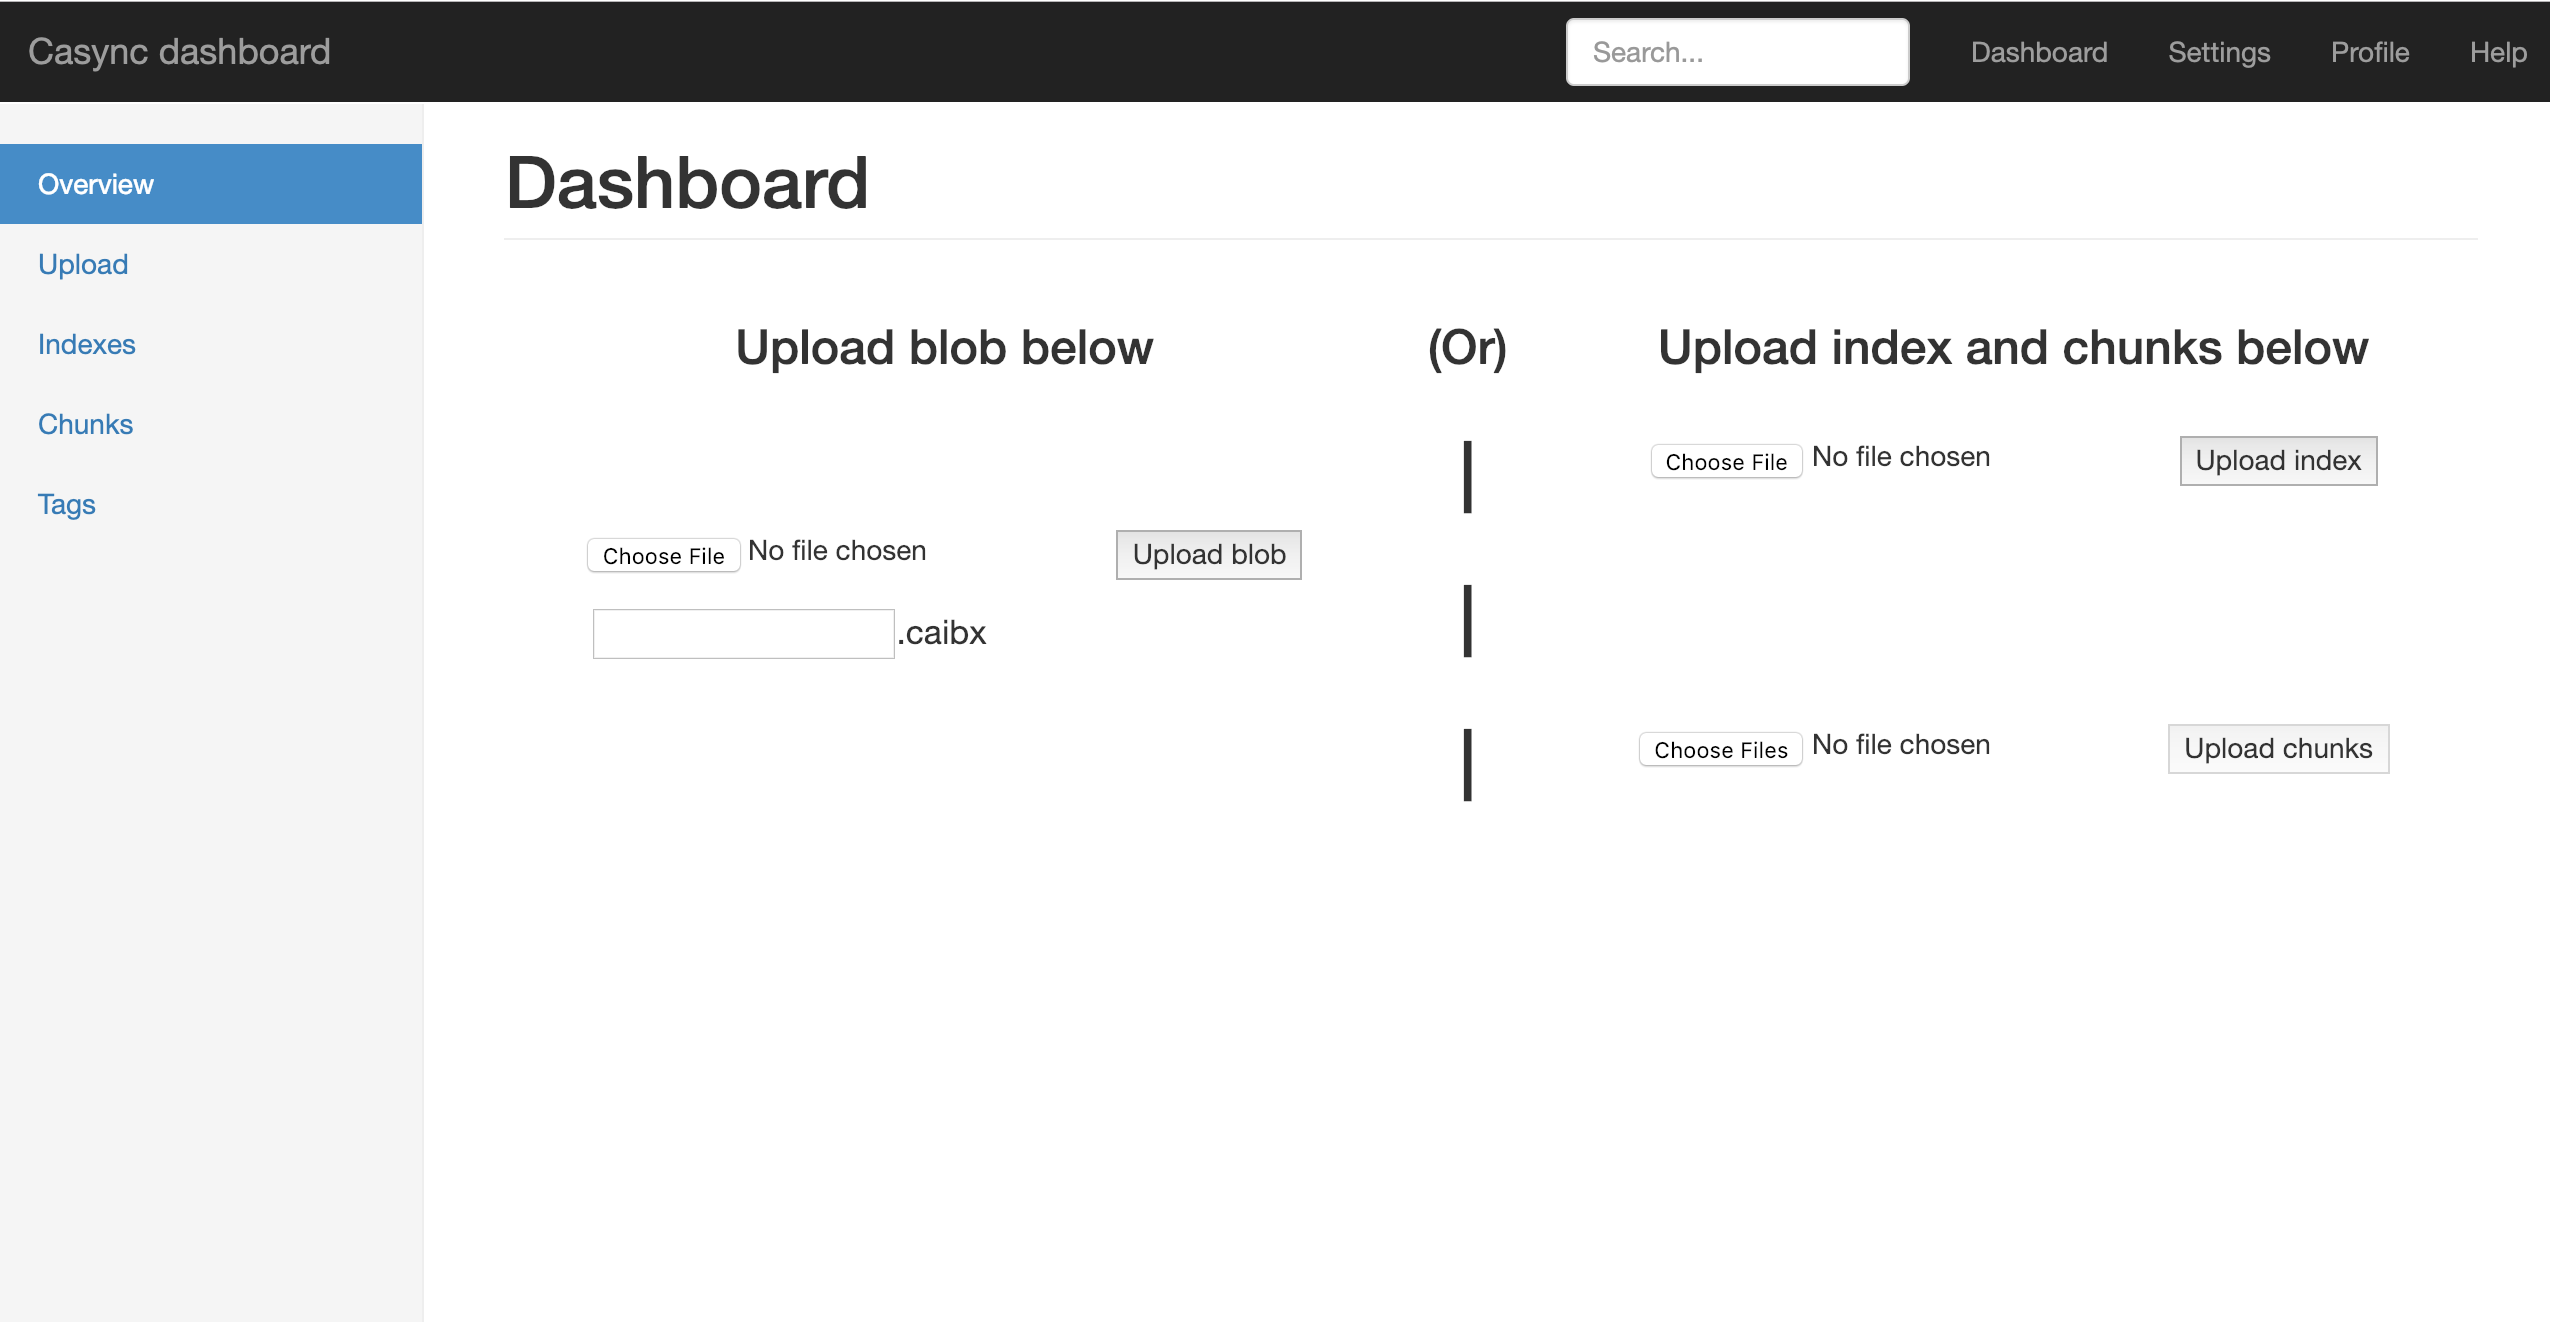 Casync dashboard
Search...
Dashboard
Settings
Profile
Help
Overview
Upload
Indexes
Chunks
Tags
Dashboard
Upload blob below
(Or)
Upload index and chunks below
Choose File No file chosen
Upload index
Choose File No file chosen
Upload blob
.caibx
Choose Files No file chosen
Upload chunks